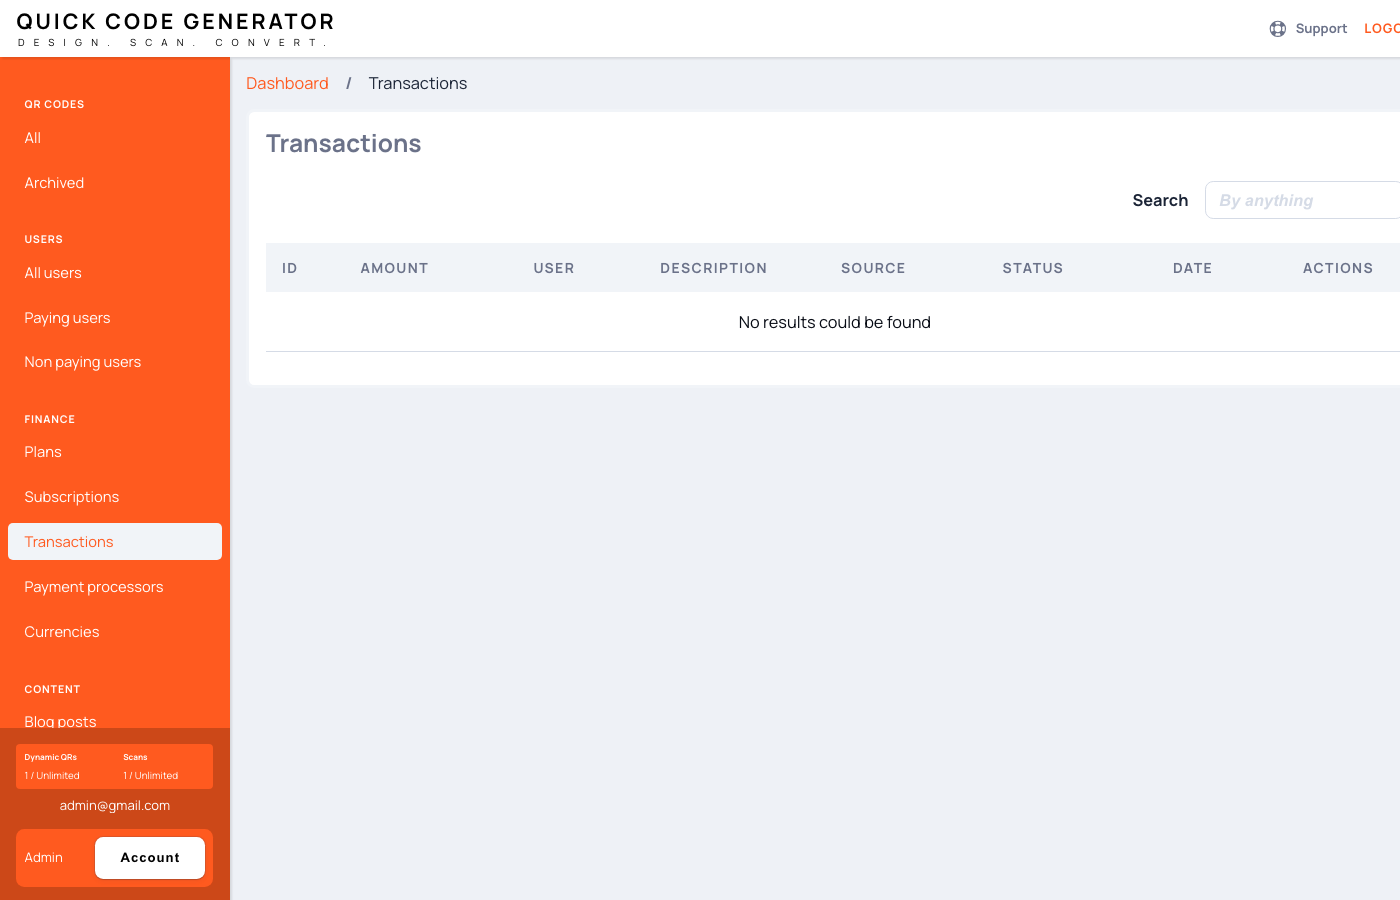 QUICK CODE GENERATOR
DESIGN. SCAN. CONVERT.
Support
Dashboard / Transactions
QR CODES
All
Archived
USERS
All users
Paying users
Non paying users
FINANCE
Plans
Subscriptions
Transactions
Payment processors
Currencies
CONTENT
Blog posts
Dynamic QRs Scans
1 / Unlimited 1 / Unlimited
admin@gmail.com
Admin Account
Transactions
Search By anything
ID AMOUNT USER DESCRIPTION SOURCE STATUS DATE ACTIONS
No results could be found